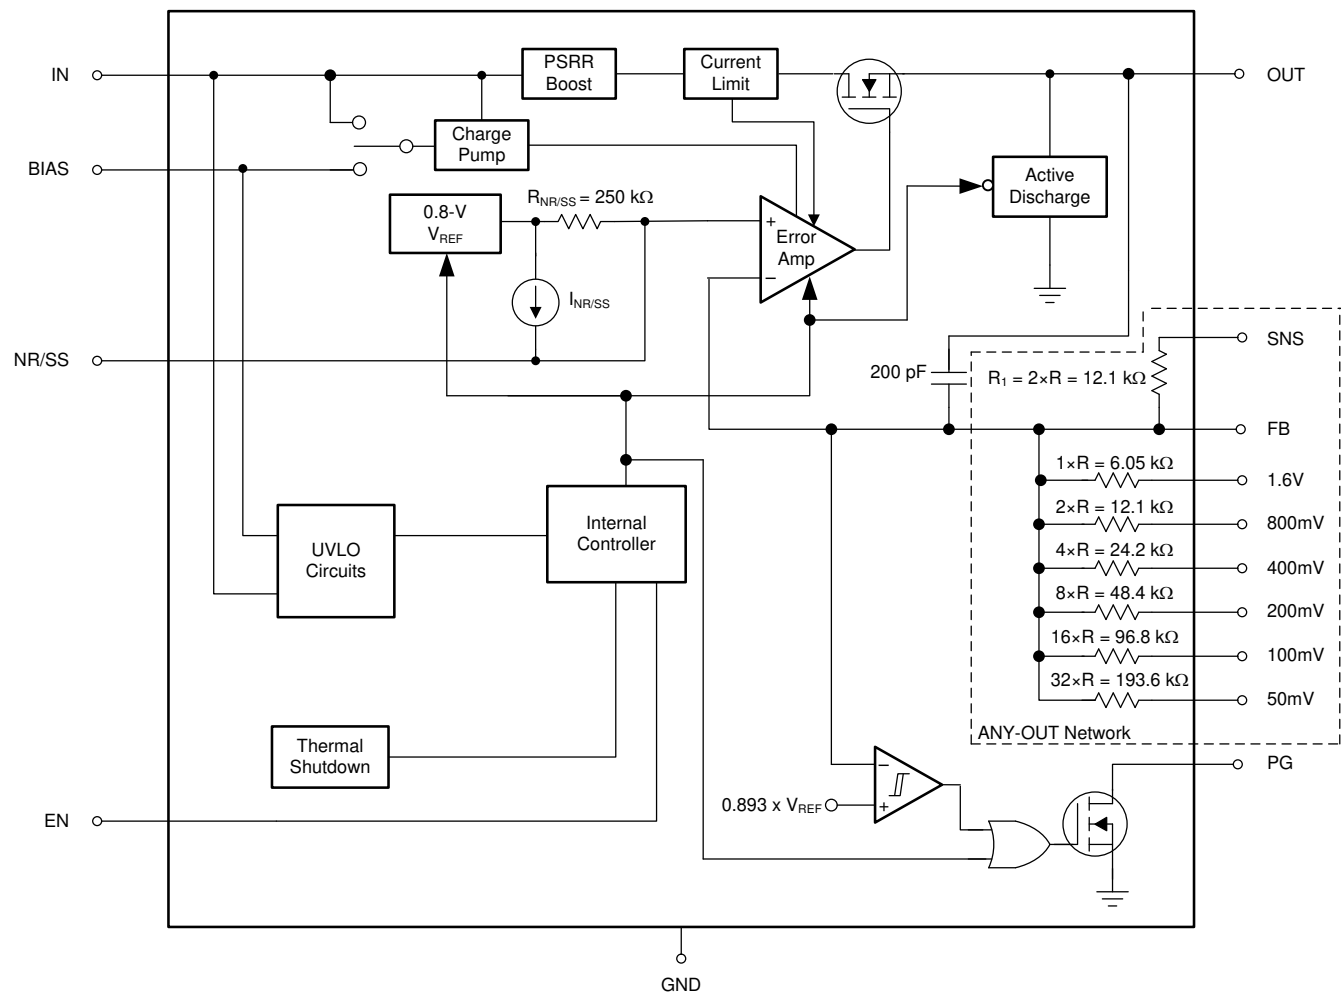 IN
PSRR
Boost
Current
Limit
OUT
Charge
Pump
BIAS
Active
Discharge
R_NR/SS = 250 kΩ
0.8-V
V_REF
+
Error
Amp
−
I_NR/SS
SNS
NR/SS
200 pF
R₁ = 2×R = 12.1 kΩ
FB
1×R = 6.05 kΩ
1.6V
2×R = 12.1 kΩ
800mV
Internal
Controller
UVLO
Circuits
4×R = 24.2 kΩ
400mV
8×R = 48.4 kΩ
200mV
16×R = 96.8 kΩ
100mV
32×R = 193.6 kΩ
50mV
ANY-OUT Network
Thermal
Shutdown
PG
−
0.893 x V_REF
+
EN
GND